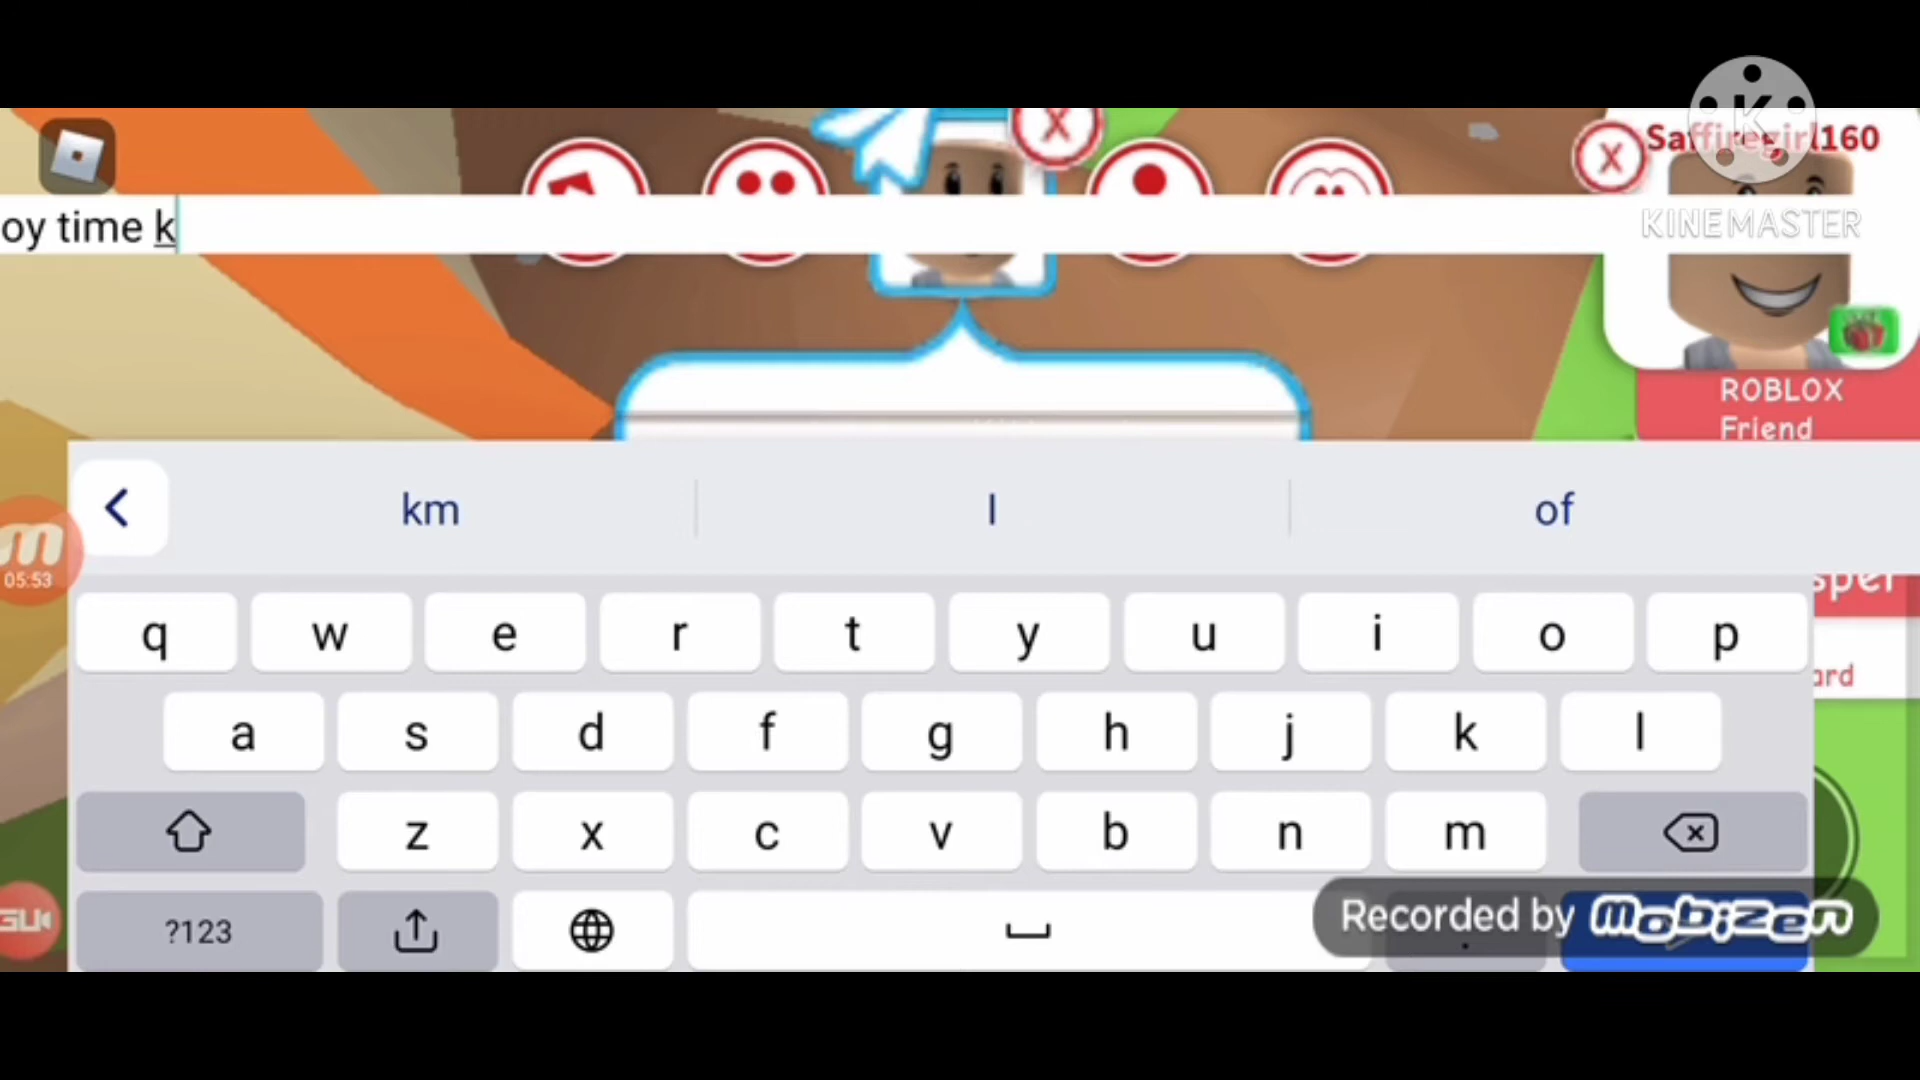 Saffiregirl160
K
KINEMASTER
oy time k
ROBLOX
Friend
km
I
of
05:53
q w e r t y u i o p
a s d f g h j k l
z x c v b n m
?123
.
Recorded by mobizen